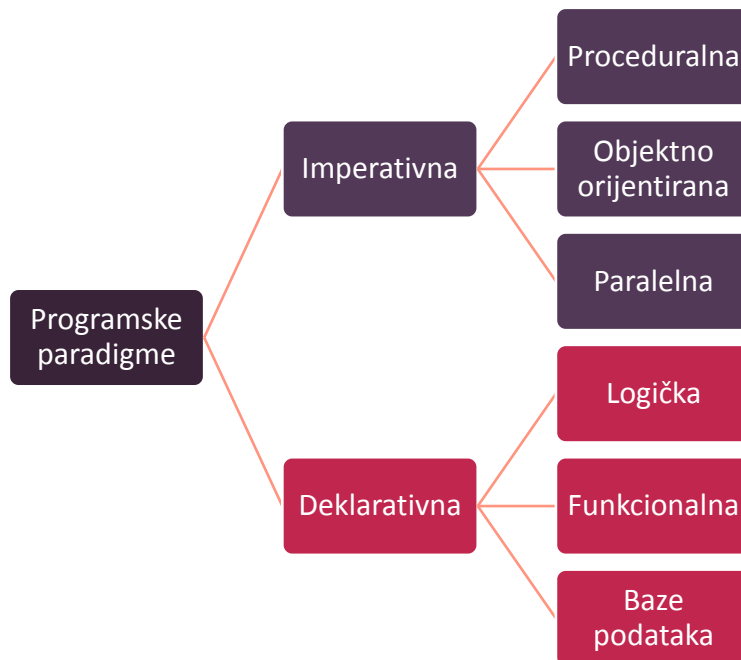 Programske
paradigme
Imperativna
Proceduralna
Objektno
orijentirana
Paralelna
Deklarativna
Logička
Funkcionalna
Baze
podataka